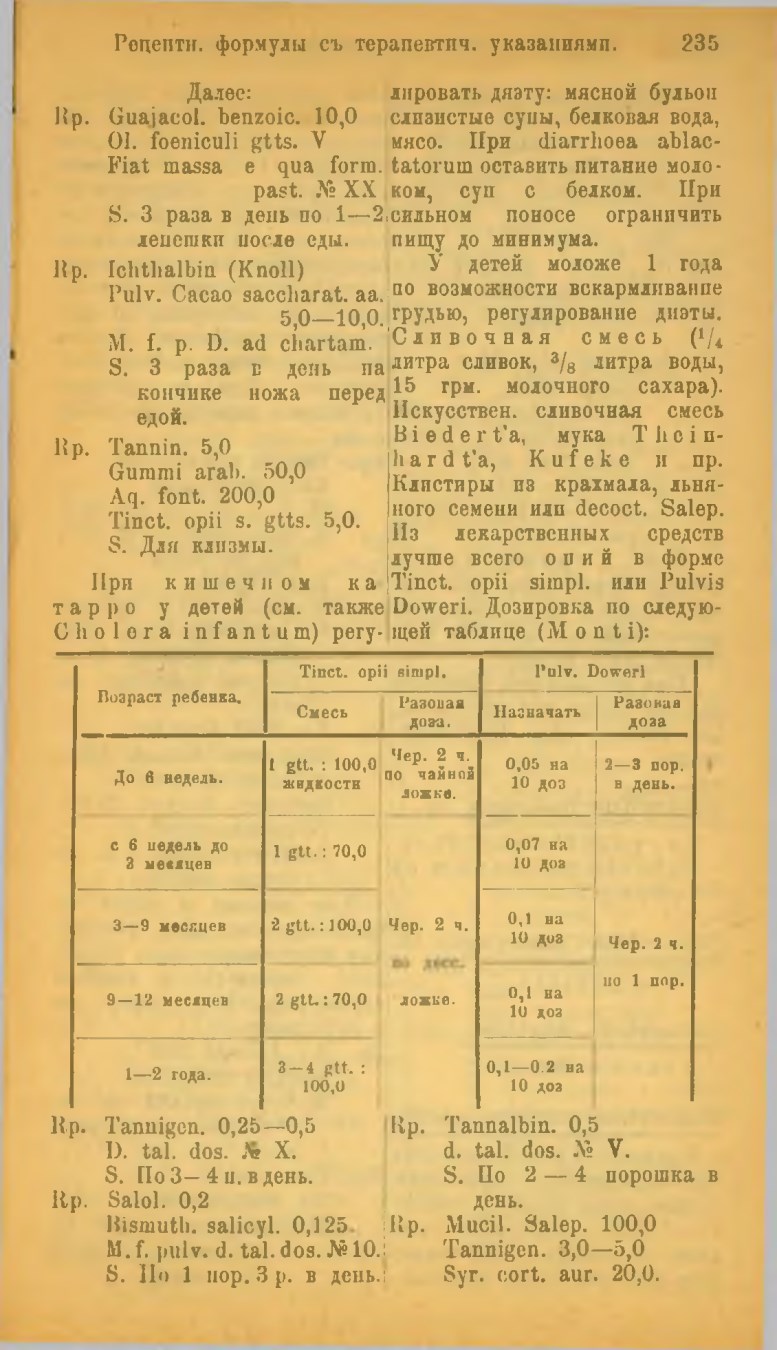 Рецептн. формулы съ терапевтич. указаниями. 235
Далее:
Rp. Guajacol. benzoic. 10,0
Ol. foeniculi gtts. V
Fiat massa e qua form.
past. № XX
S. 3 раза в день по 1—2
лепешки после еды.
Rp. Ichthalbin (Knoll)
Pulv. Cacao saccharat. aa.
5,0—10,0.
M. f. p. D. ad chartam.
S. 3 раза в день на
кончике ножа перед
едой.
Rp. Tannin. 5,0
Gummi arab. 50,0
Aq. font. 200,0
Tinct. opii s. gtts. 5,0.
S. Для клизмы.
При кишечном ка
тарро у детей (см. также
Cholera infantum) регу-
лировать диэту: мясной бульон
слизистые супы, белковая вода,
мясо. При diarrhoea ablac-
tatorum оставить питание моло-
ком, суп с белком. При
сильном поносе ограничить
пищу до минимума.
У детей моложе 1 года
по возможности вскармливание
грудью, регулирование диэты.
Сливочная смесь (¹/₄
литра сливок, ³/₈ литра воды,
15 грм. молочного сахара).
Искусствен. сливочная смесь
Biedert'а, мука Thein-
hardt'а, Kufeke и пр.
Клистиры из крахмала, льня-
ного семени или decoct. Salep.
Из лекарственных средств
лучше всего опий в форме
Tinct. opii simpl. или Pulvis
Doweri. Дозировка по следую-
щей таблице (Monti):
Возраст ребенка.
Tinct. opii simpl.
Pulv. Doweri
Смесь
Разовая
доза.
Назначать
Разовая
доза
До 6 недель.
1 gtt. : 100,0
жидкости
Чер. 2 ч.
по чайной
ложке.
0,05 на
10 доз
2—3 пор.
в день.
с 6 недель до
3 месяцев
1 gtt. : 70,0
0,07 на
10 доз
3—9 месяцев
2 gtt. : 100,0
Чер. 2 ч.
по десс.
ложке.
0,1 на
10 доз
Чер. 2 ч.
по 1 пор.
9—12 месяцев
2 gtt. : 70,0
0,1 на
10 доз
1—2 года.
3—4 gtt. :
100,0
0,1—0.2 на
10 доз
Rp. Tannigen. 0,25—0,5
D. tal. dos. № X.
S. По 3—4 п. в день.
Rp. Salol. 0,2
Bismuth. salicyl. 0,125
M. f. pulv. d. tal. dos. № 10.
S. По 1 пор. 3 р. в день.
Rp. Tannalbin. 0,5
d. tal. dos. № V.
S. По 2 — 4 порошка в
день.
Rp. Mucil. Salep. 100,0
Tannigen. 3,0—5,0
Syr. cort. aur. 20,0.